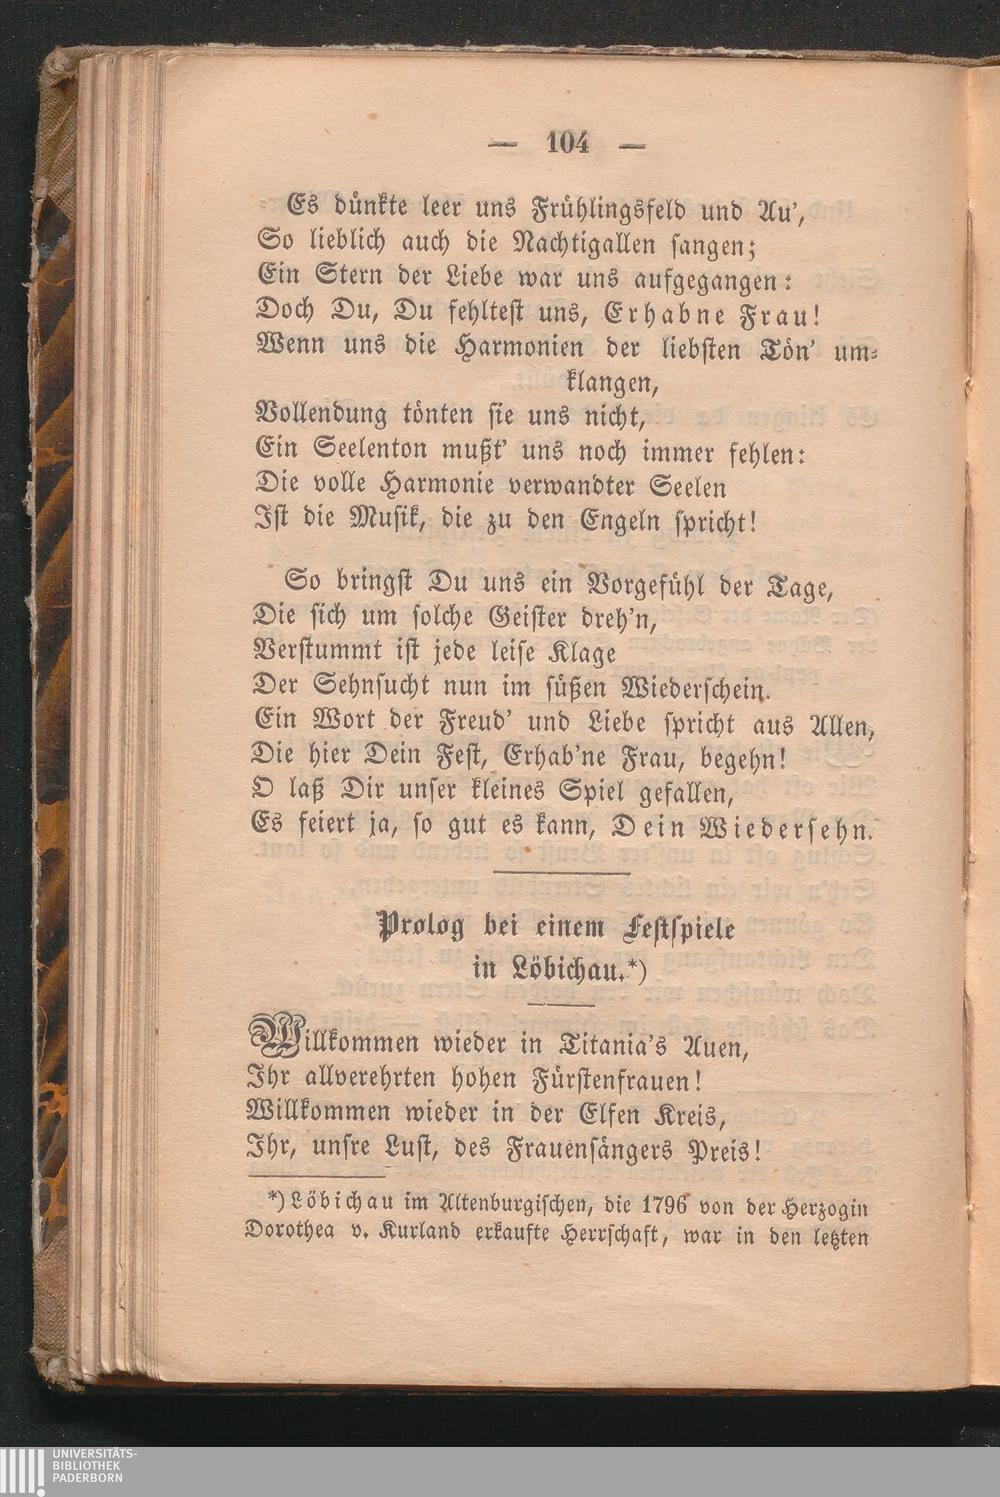 — 104 —
Es dünkte leer uns Frühlingsfeld und Au',
So lieblich auch die Nachtigallen sangen;
Ein Stern der Liebe war uns aufgegangen:
Doch Du, Du fehltest uns, Erhabne Frau!
Wenn uns die Harmonien der liebsten Tön' um-
klangen,
Vollendung tönten sie uns nicht,
Ein Seelenton mußt' uns noch immer fehlen:
Die volle Harmonie verwandter Seelen
Ist die Musik, die zu den Engeln spricht!
So bringst Du uns ein Vorgefühl der Tage,
Die sich um solche Geister dreh'n,
Verstummt ist jede leise Klage
Der Sehnsucht nun im süßen Wiederschein.
Ein Wort der Freud' und Liebe spricht aus Allen,
Die hier Dein Fest, Erhab'ne Frau, begehn!
O laß Dir unser kleines Spiel gefallen,
Es feiert ja, so gut es kann, Dein Wiedersehn.
Prolog bei einem Festspiele
in Löbichau.*)
Willkommen wieder in Titania's Auen,
Ihr allverehrten hohen Fürstenfrauen!
Willkommen wieder in der Elfen Kreis,
Ihr, unsre Lust, des Frauensängers Preis!
*) Löbichau im Altenburgischen, die 1796 von der Herzogin
Dorothea v. Kurland erkaufte Herrschaft, war in den letzten
UNIVERSITÄTS-
BIBLIOTHEK
PADERBORN